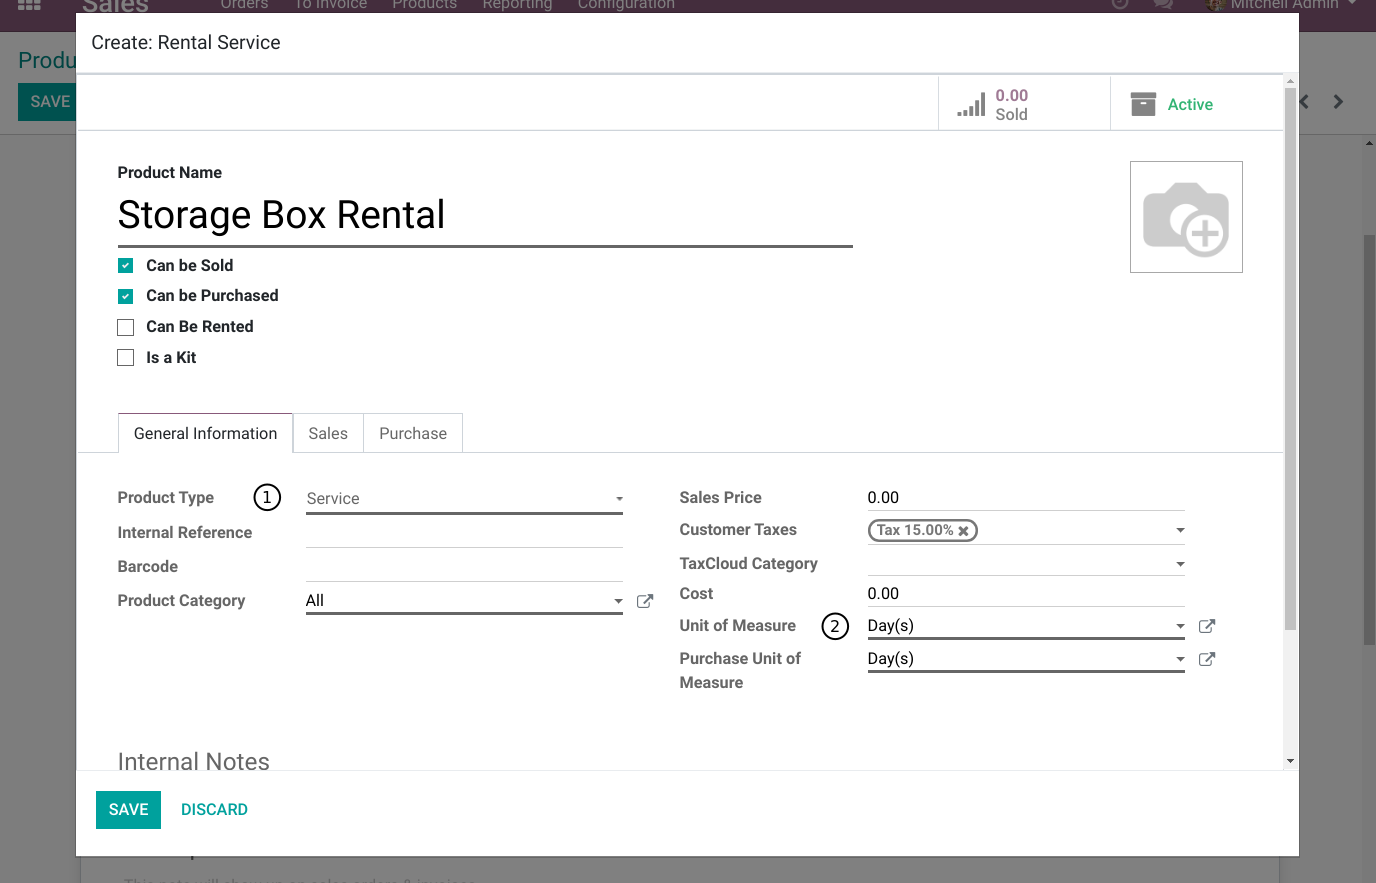 Sales Orders To Invoice Products Reporting Configuration Mitchell Admin
Create: Rental Service
Produ
SAVE
0.00
Sold
Active
Product Name
Storage Box Rental
Can be Sold
Can be Purchased
Can Be Rented
Is a Kit
General Information Sales Purchase
Product Type 1 Service
Internal Reference
Barcode
Product Category All
Sales Price 0.00
Customer Taxes Tax 15.00%
TaxCloud Category
Cost 0.00
Unit of Measure 2 Day(s)
Purchase Unit of Measure Day(s)
Internal Notes
SAVE DISCARD